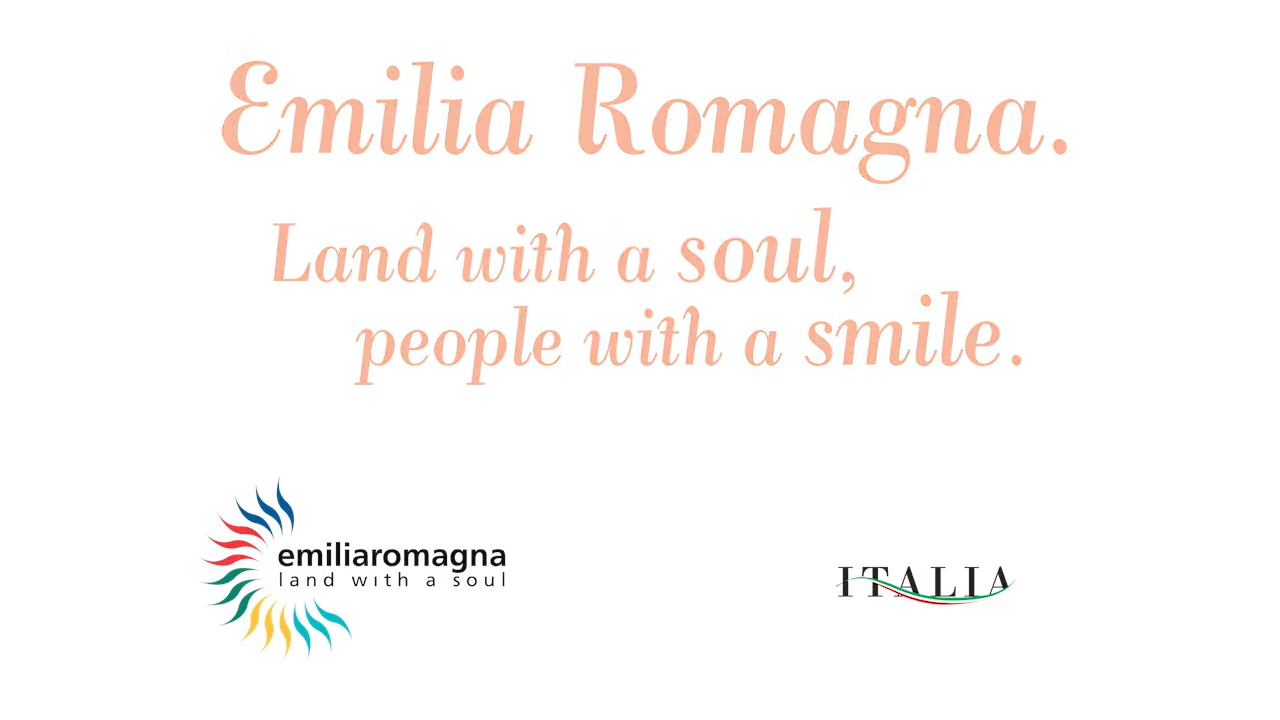 Emilia Romagna.
Land with a soul,
people with a smile.
emiliaromagna
land with a soul
ITALIA